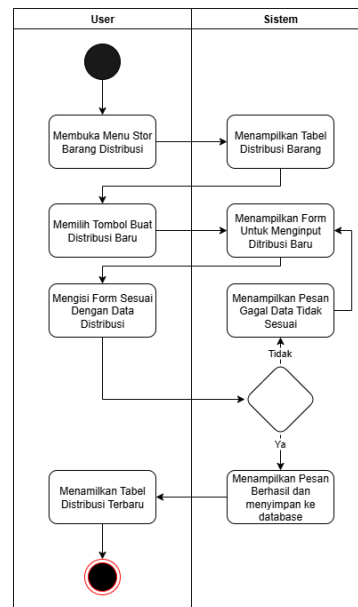 User
Sistem
Membuka Menu Stor
Barang Distribusi
Menampilkan Tabel
Distribusi Barang
Memilih Tombol Buat
Distribusi Baru
Menampilkan Form
Untuk Menginput
Ditribusi Baru
Mengisi Form Sesuai
Dengan Data
Distribusi
Menampilkan Pesan
Gagal Data Tidak
Sesuai
Tidak
Ya
Menamilkan Tabel
Distribusi Terbaru
Menampilkan Pesan
Berhasil dan
menyimpan ke
database